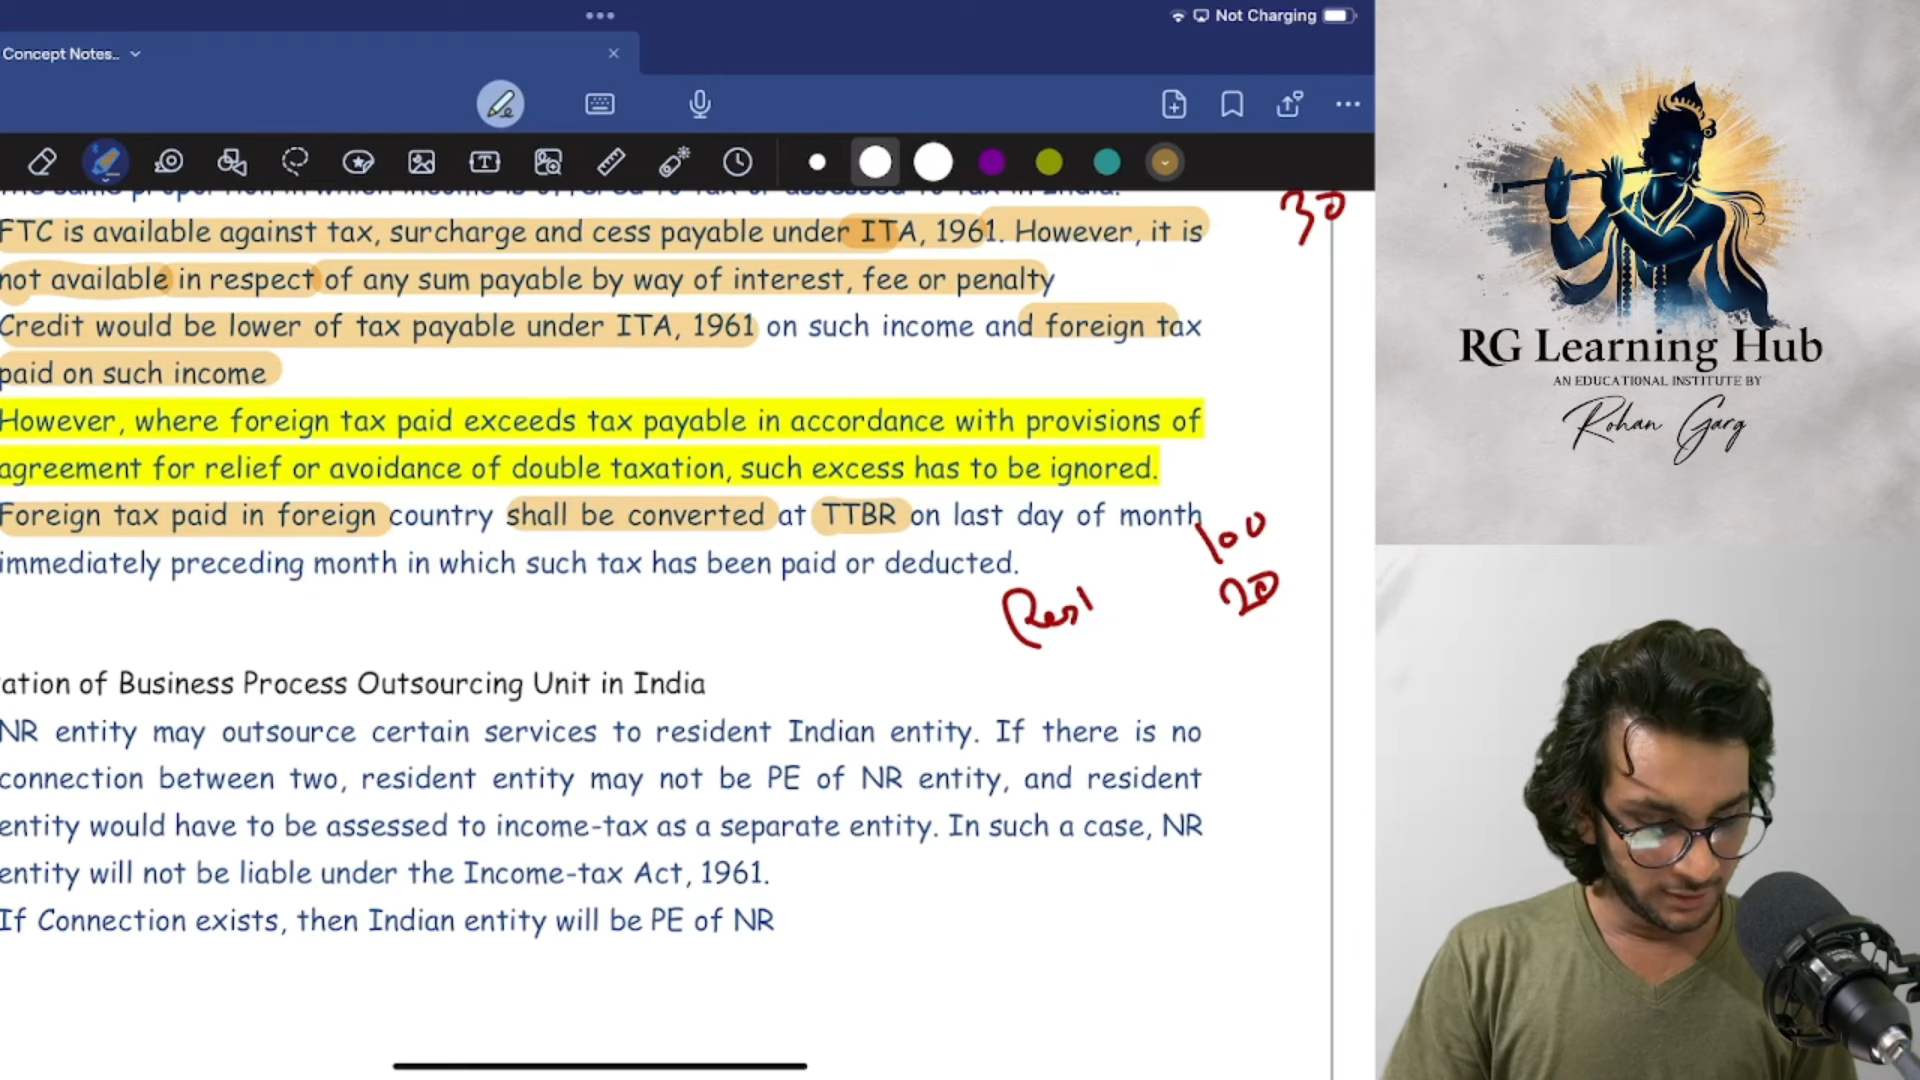 Not Charging
Concept Notes..
FTC is available against tax, surcharge and cess payable under ITA, 1961. However, it is
not available in respect of any sum payable by way of interest, fee or penalty
Credit would be lower of tax payable under ITA, 1961 on such income and foreign tax
paid on such income
However, where foreign tax paid exceeds tax payable in accordance with provisions of
agreement for relief or avoidance of double taxation, such excess has to be ignored.
Foreign tax paid in foreign country shall be converted at TTBR on last day of month
immediately preceding month in which such tax has been paid or deducted.
30
100
20
ation of Business Process Outsourcing Unit in India
NR entity may outsource certain services to resident Indian entity. If there is no
connection between two, resident entity may not be PE of NR entity, and resident
entity would have to be assessed to income-tax as a separate entity. In such a case, NR
entity will not be liable under the Income-tax Act, 1961.
If Connection exists, then Indian entity will be PE of NR
RG Learning Hub
AN EDUCATIONAL INSTITUTE BY
Rohan Garg